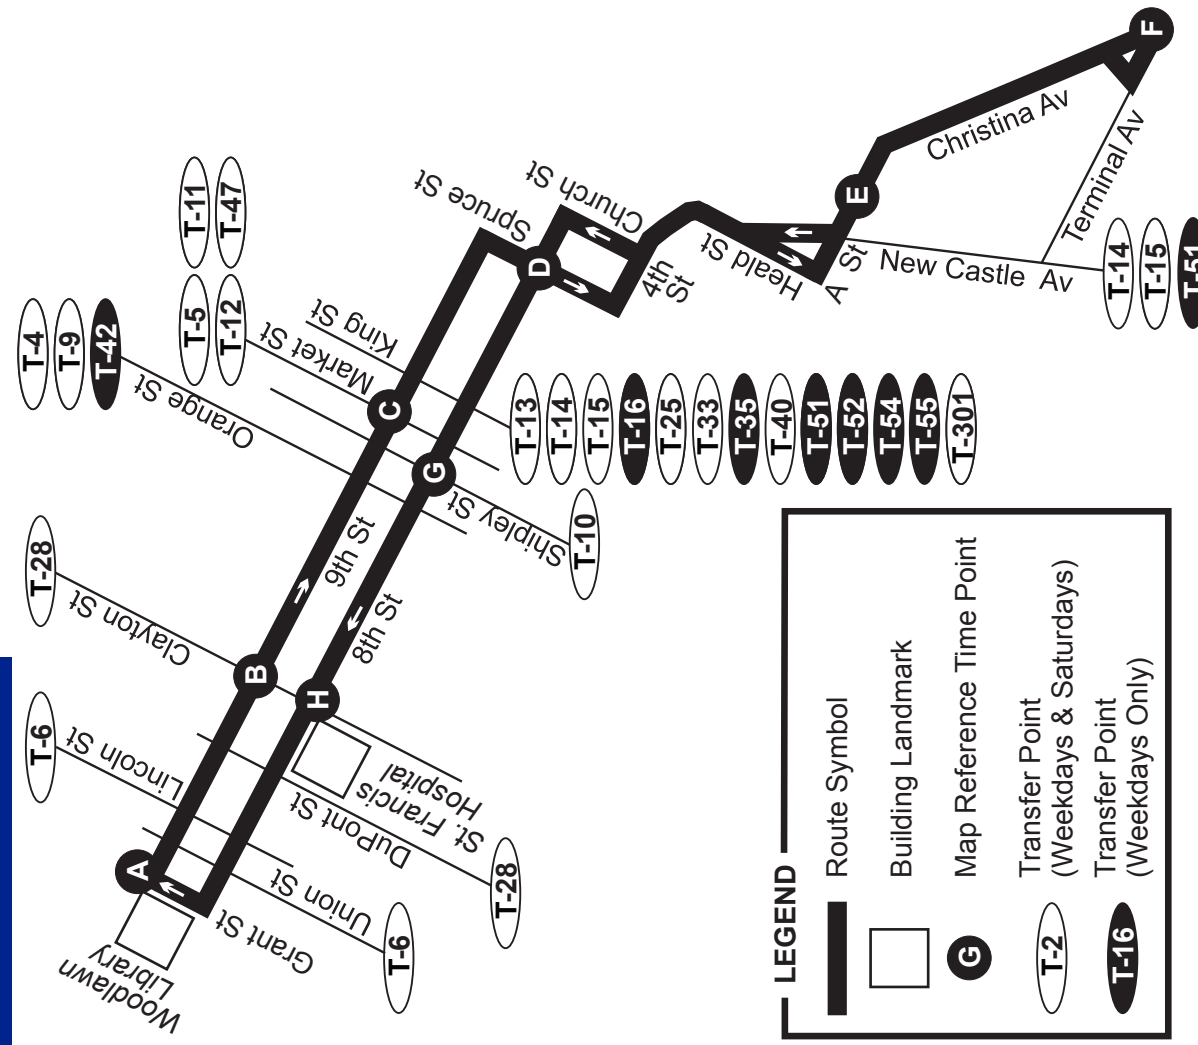 T-4
T-9
T-42
T-11
T-47
T-5
T-12
T-28
T-6
Orange St
Market St
King St
Spruce St
Church St
Clayton St
Lincoln St
9th St
8th St
Shipley St
4th
St
Heald St
A St
New Castle Av
Christina Av
Terminal Av
Woodlawn
Library
Grant St
Union St
DuPont St
St. Francis
Hospital
A
B
C
D
E
F
G
H
T-6
T-28
T-10
T-13
T-14
T-15
T-16
T-25
T-33
T-35
T-40
T-51
T-52
T-54
T-55
T-301
T-14
T-15
T-51
LEGEND
Route Symbol
Building Landmark
G
Map Reference Time Point
T-2
Transfer Point
(Weekdays & Saturdays)
T-16
Transfer Point
(Weekdays Only)